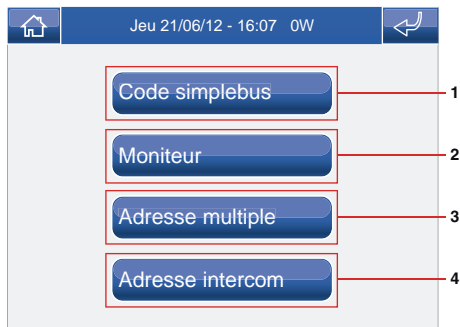 Jeu 21/06/12 - 16:07 0W
Code simplebus 1
Moniteur 2
Adresse multiple 3
Adresse intercom 4